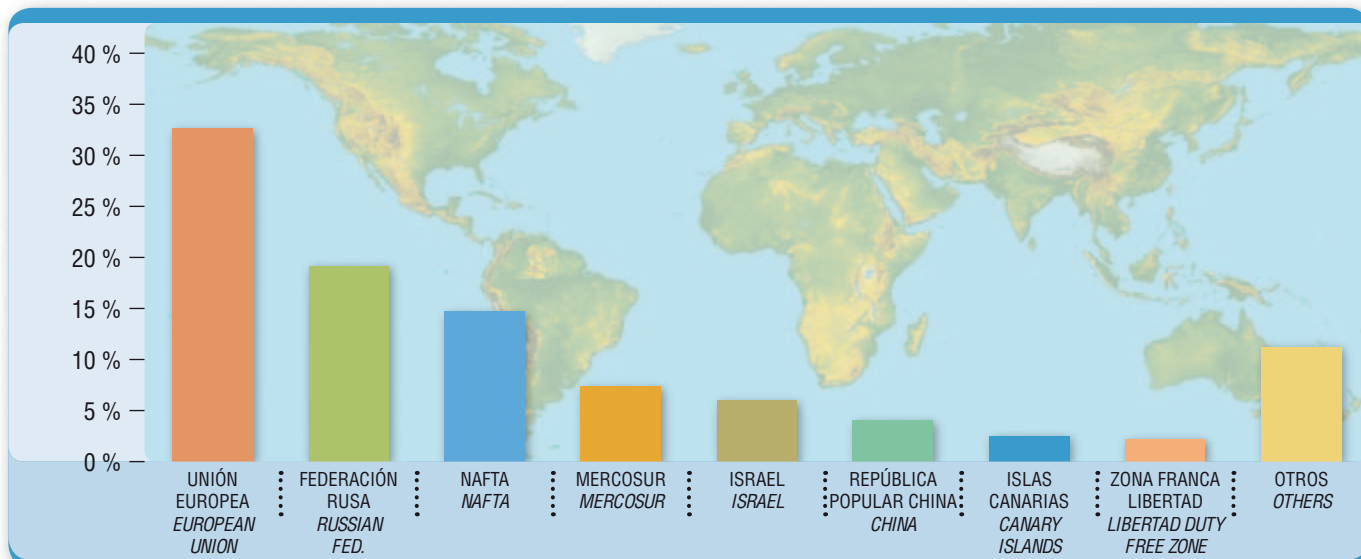 40 %
35 %
30 %
25 %
20 %
15 %
10 %
5 %
0 %
UNIÓN
EUROPEA
EUROPEAN
UNION
FEDERACIÓN
RUSA
RUSSIAN
FED.
NAFTA
NAFTA
MERCOSUR
MERCOSUR
ISRAEL
ISRAEL
REPÚBLICA
POPULAR CHINA
CHINA
ISLAS
CANARIAS
CANARY
ISLANDS
ZONA FRANCA
LIBERTAD
LIBERTAD DUTY
FREE ZONE
OTROS
OTHERS